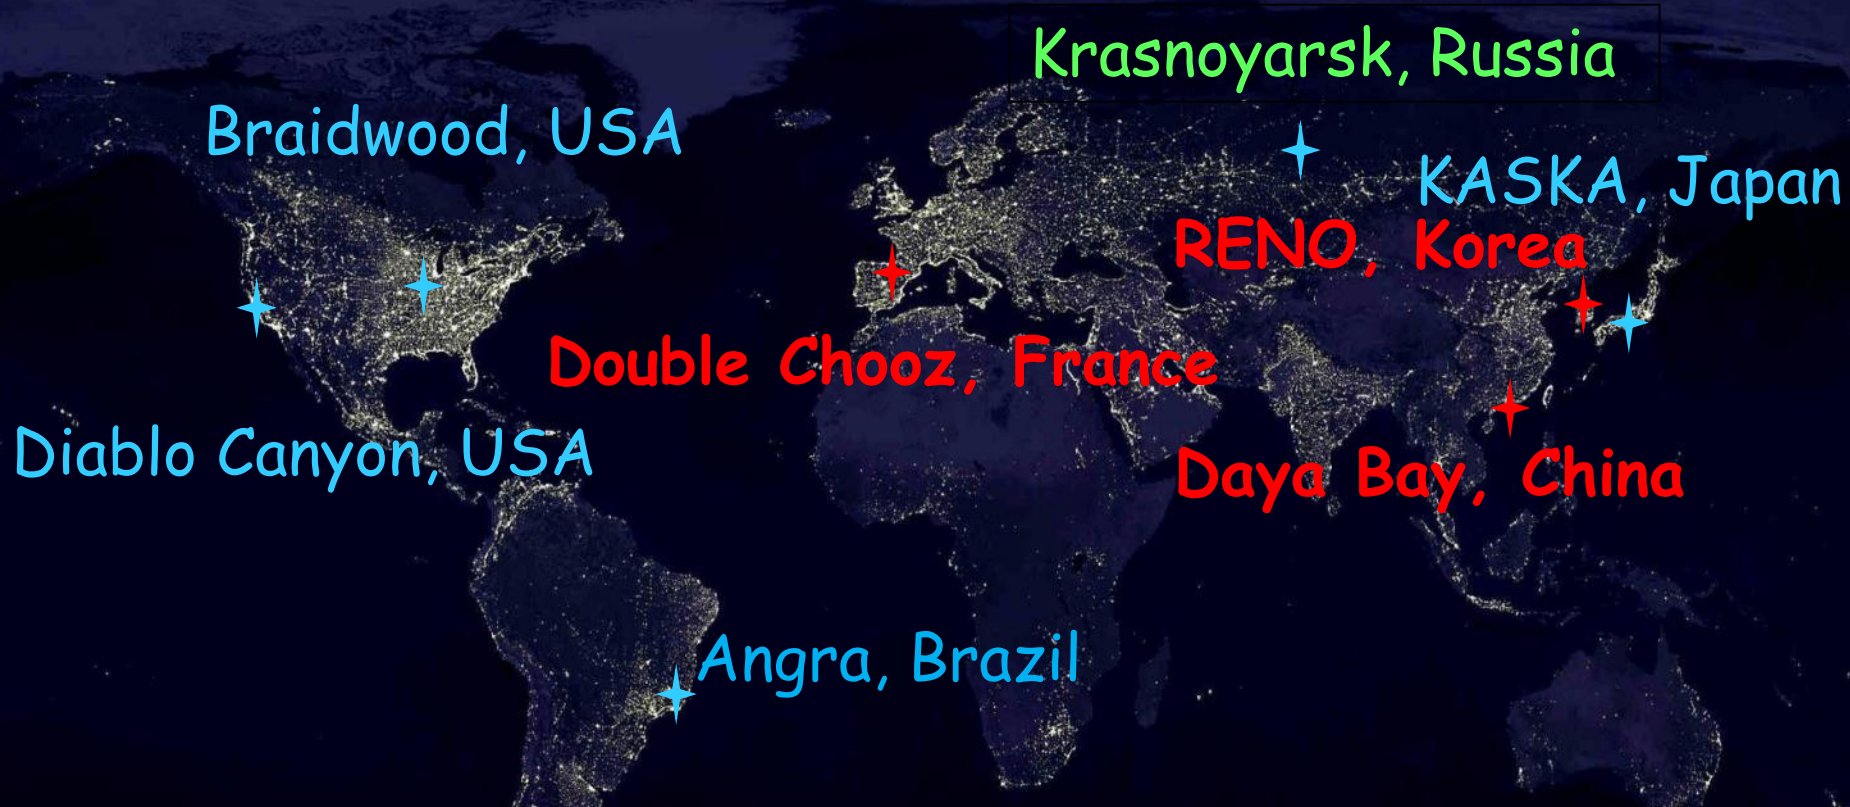 Krasnoyarsk, Russia
Braidwood, USA
KASKA, Japan
RENO, Korea
Double Chooz, France
Diablo Canyon, USA
Daya Bay, China
Angra, Brazil